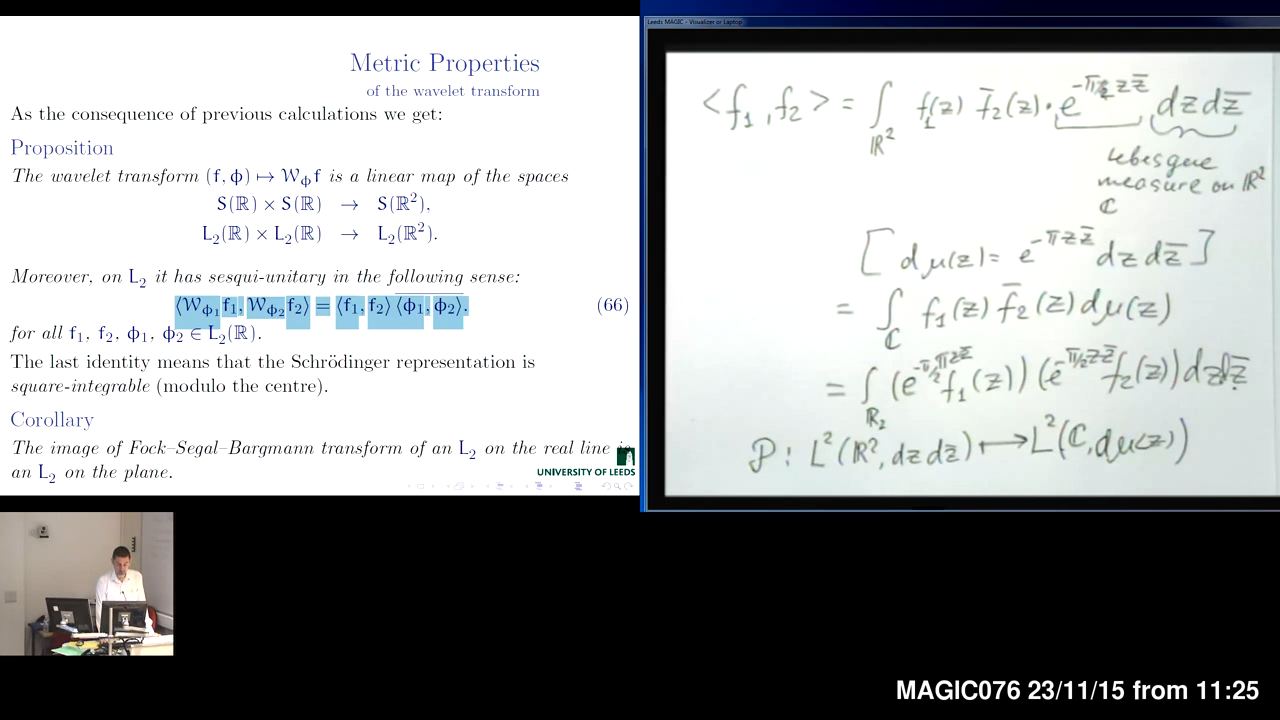 Metric Properties
of the wavelet transform
As the consequence of previous calculations we get:
Proposition
The wavelet transform (f, ϕ) ↦ 𝒲ϕf is a linear map of the spaces
S(ℝ) × S(ℝ) → S(ℝ²),
L₂(ℝ) × L₂(ℝ) → L₂(ℝ²).
Moreover, on L₂ it has sesqui-unitary in the following sense:
⟨𝒲ϕ₁f₁, 𝒲ϕ₂f₂⟩ = ⟨f₁, f₂⟩ \overline{⟨ϕ₁, ϕ₂⟩}. (66)
for all f₁, f₂, ϕ₁, ϕ₂ ∈ L₂(ℝ).
The last identity means that the Schrödinger representation is
square-integrable (modulo the centre).
Corollary
The image of Fock–Segal–Bargmann transform of an L₂ on the real line is
an L₂ on the plane.
UNIVERSITY OF LEEDS
Leeds MAGIC - Visualizer or Laptop
<f₁, f₂> = ∫_{ℝ²} f₁(z) f̄₂(z) · e^{-π z z̄} dz dz̄
Lebesgue
measure on ℝ²
ℂ
[dμ(z) = e^{-πz z̄} dz dz̄]
= ∫_ℂ f₁(z) f̄₂(z) dμ(z)
= ∫_{ℝ₂} (e^{-π/2 z z̄} f₁(z)) (e^{-π/2 z z̄} f₂(z)) dz dz̄
𝒫 : L²(ℝ², dz dz̄) ↦ L²(ℂ, dμ(z))
MAGIC076 23/11/15 from 11:25